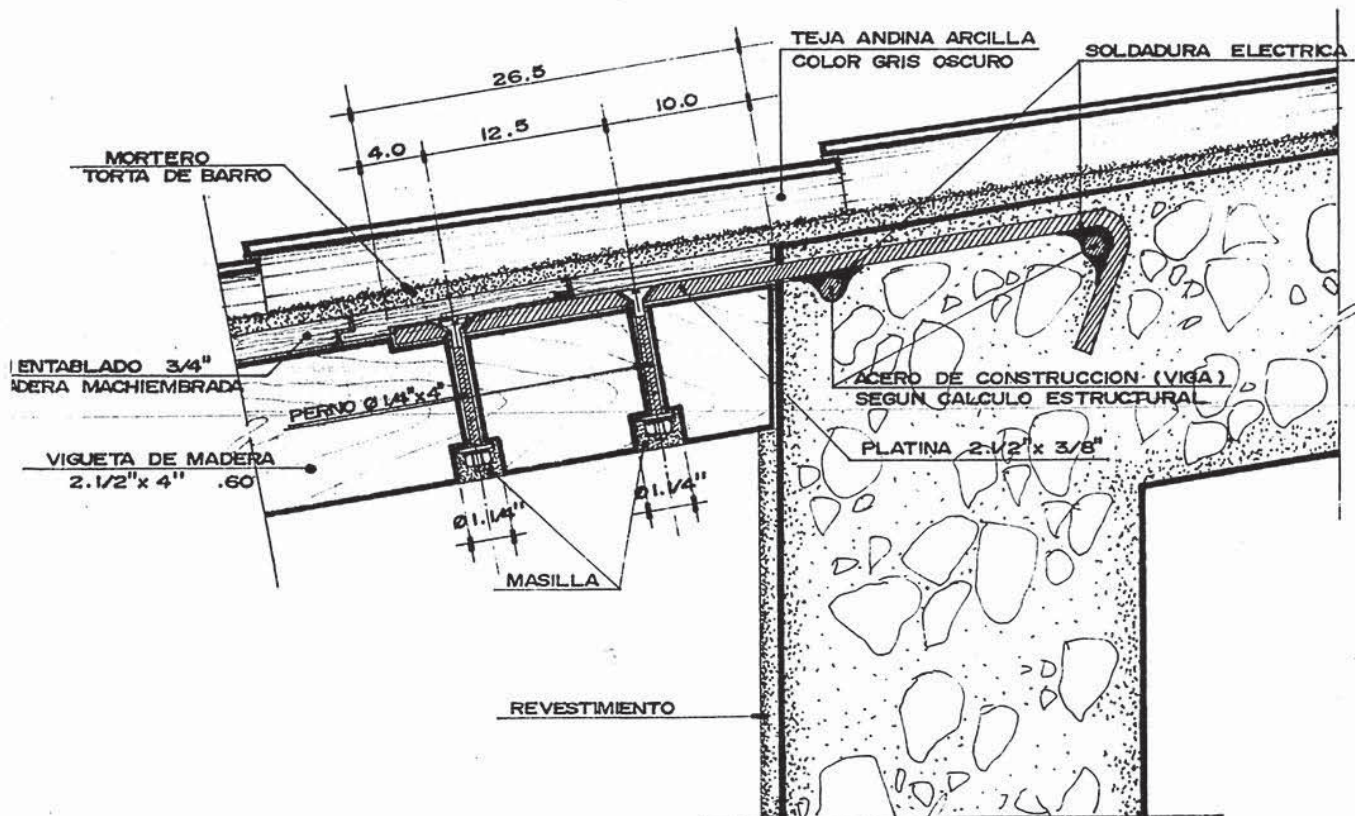 TEJA ANDINA ARCILLA
COLOR GRIS OSCURO
SOLDADURA ELECTRICA
26.5
10.0
12.5
4.0
MORTERO
TORTA DE BARRO
ENTABLADO 3/4"
ADERA MACHIEMBRADA
PERNO Ø 1/4"x4"
ACERO DE CONSTRUCCION (VIGA)
SEGUN CALCULO ESTRUCTURAL
PLATINA 2.1/2"x 3/8"
VIGUETA DE MADERA
2.1/2"x 4" .60
Ø 1.1/4"
Ø 1.1/4"
MASILLA
REVESTIMIENTO